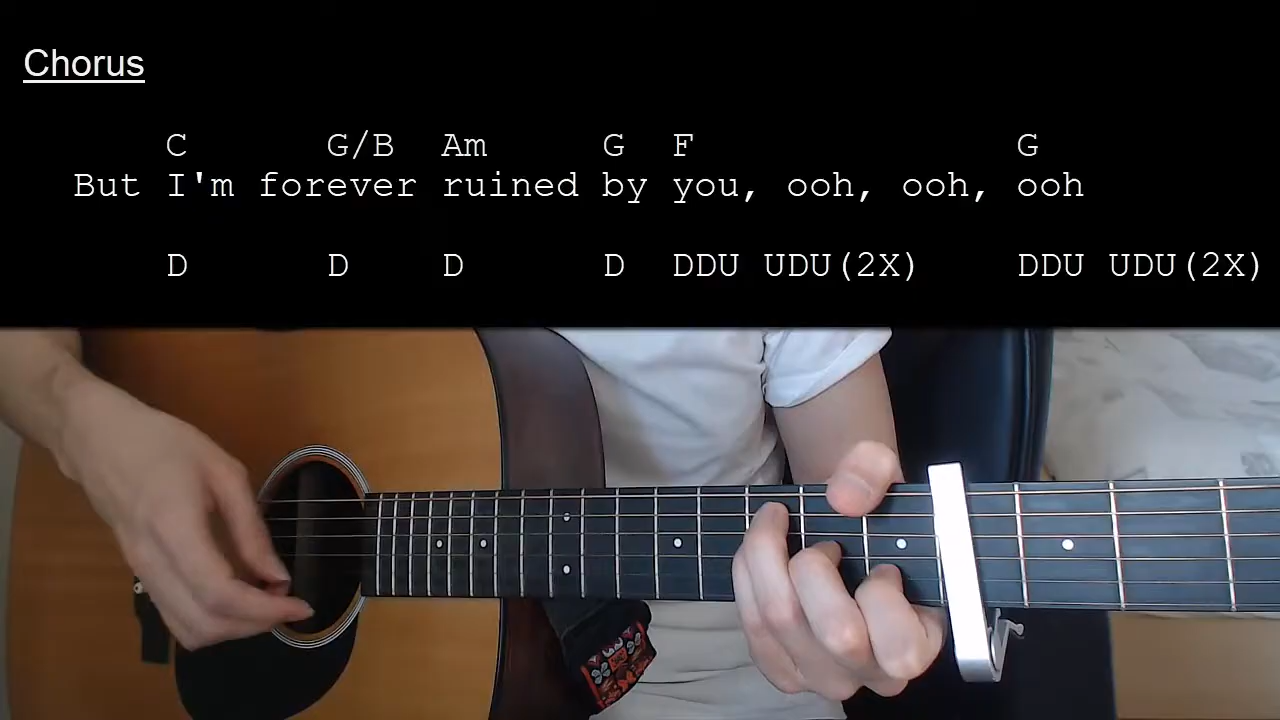 Chorus
C G/B Am G F G
But I'm forever ruined by you, ooh, ooh, ooh
D D D D DDU UDU(2X) DDU UDU(2X)